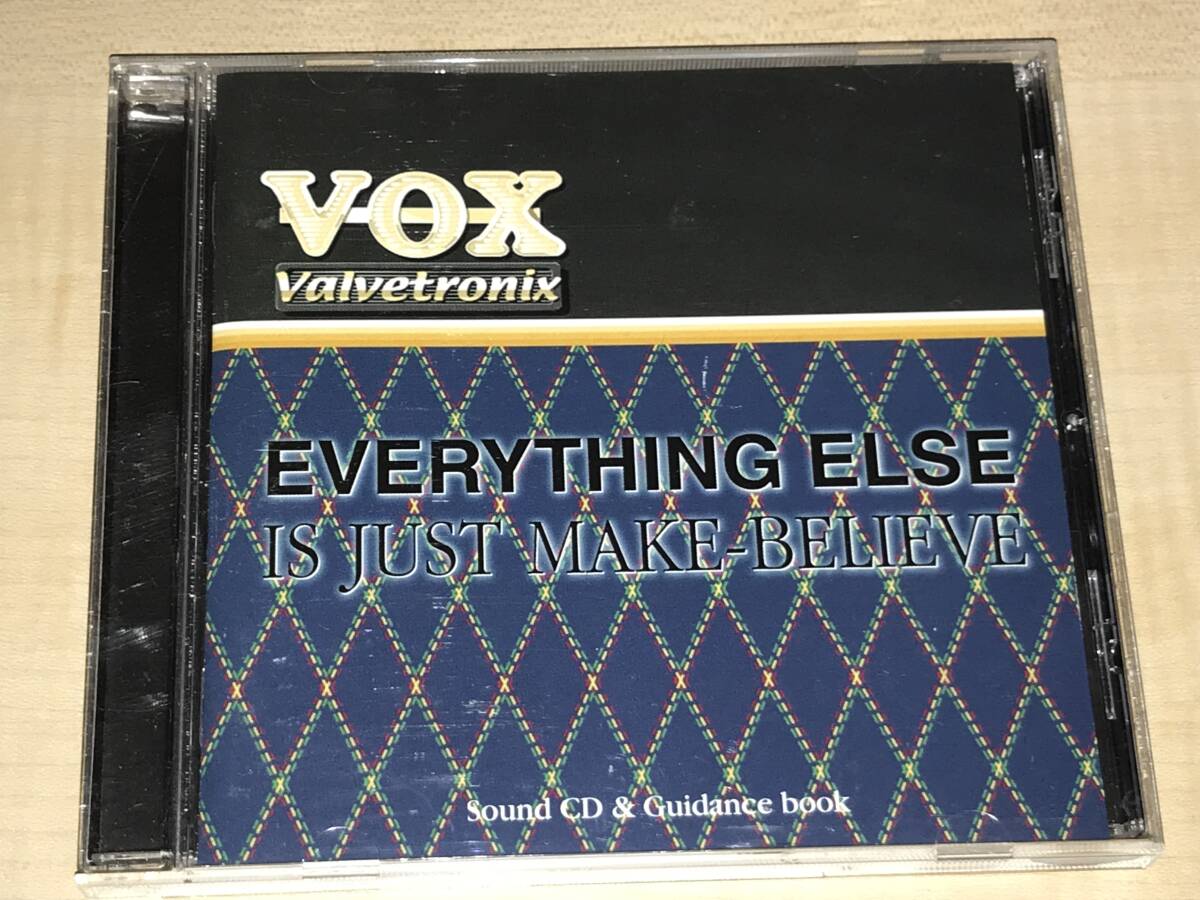 VOX
Valvetronix
EVERYTHING ELSE
IS JUST MAKE-BELIEVE
Sound CD & Guidance book